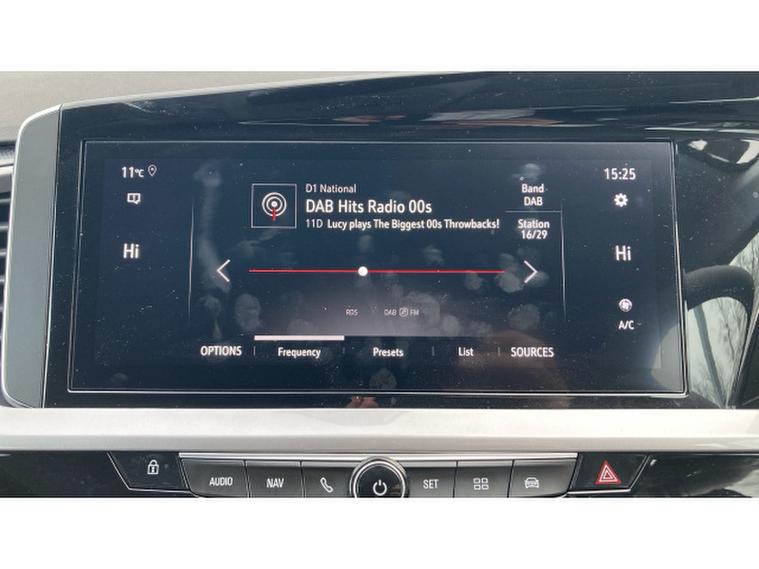 11°C
15:25
D1 National
DAB Hits Radio 00s
11D Lucy plays The Biggest 00s Throwbacks!
Band
DAB
Station
16/29
Hi
Hi
RDS
DAB FM
A/C
OPTIONS
Frequency
Presets
List
SOURCES
AUDIO
NAV
SET